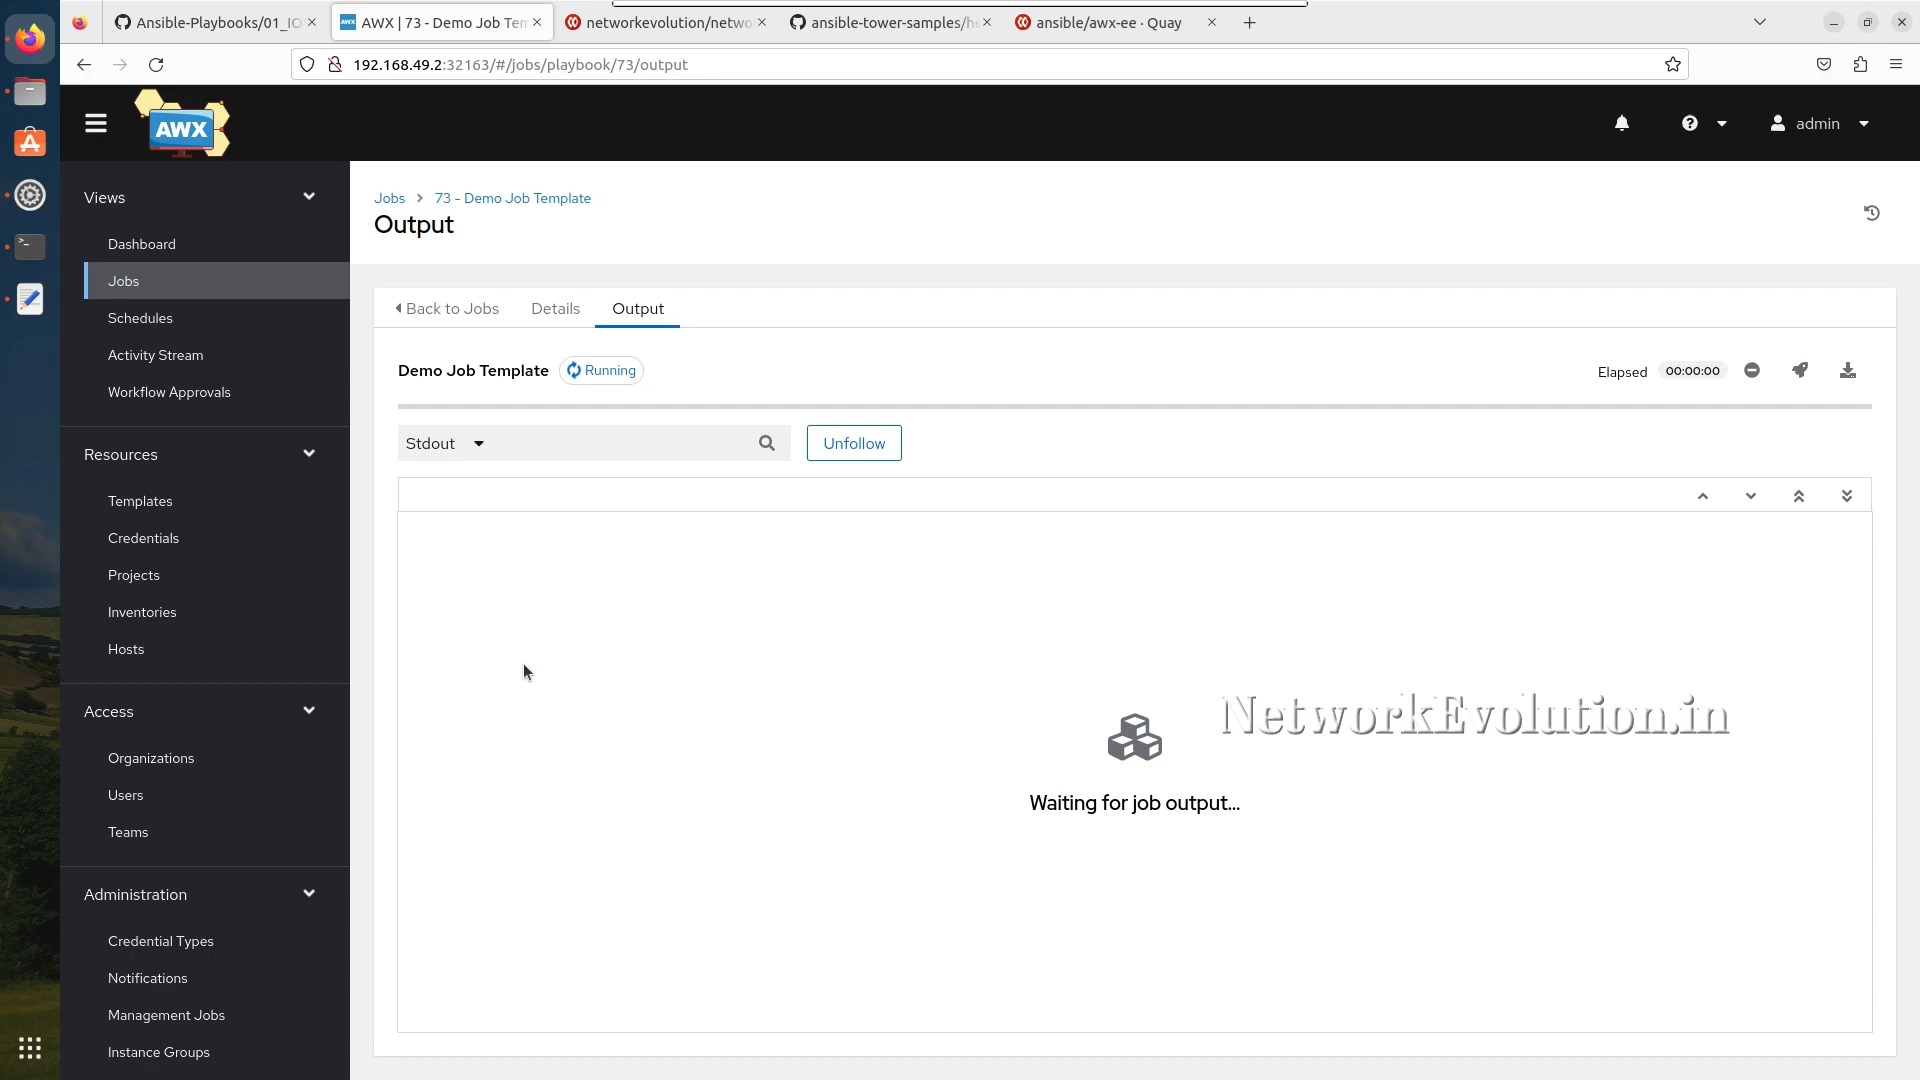 Ansible-Playbooks/01_IO
AWX | 73 - Demo Job Tem
networkevolution/netwo
ansible-tower-samples/he
ansible/awx-ee · Quay
192.168.49.2:32163/#/jobs/playbook/73/output
AWX
admin
Views
Dashboard
Jobs
Schedules
Activity Stream
Workflow Approvals
Resources
Templates
Credentials
Projects
Inventories
Hosts
Access
Organizations
Users
Teams
Administration
Credential Types
Notifications
Management Jobs
Instance Groups
Jobs > 73 - Demo Job Template
Output
Back to Jobs Details Output
Demo Job Template Running
Elapsed 00:00:00
Stdout Unfollow
NetworkEvolution.in
Waiting for job output...